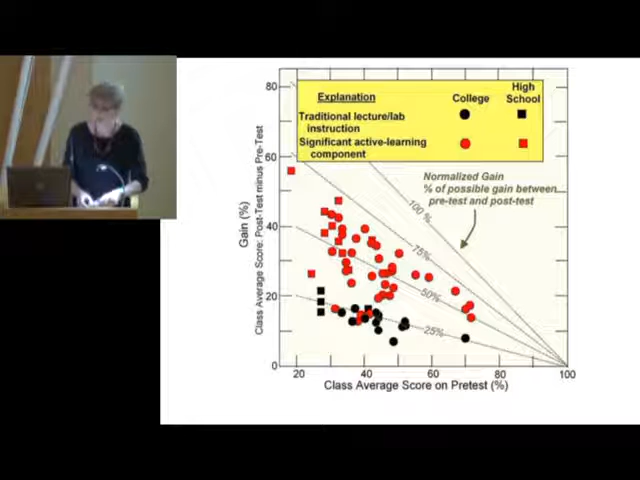 80
60
40
20
0
Gain (%)
Class Average Score: Post-Test minus Pre-Test
Explanation
College
High
School
Traditional lecture/lab
instruction
Significant active-learning
component
Normalized Gain
% of possible gain between
pre-test and post-test
100 %
75%
50%
25%
20
40
60
80
100
Class Average Score on Pretest (%)